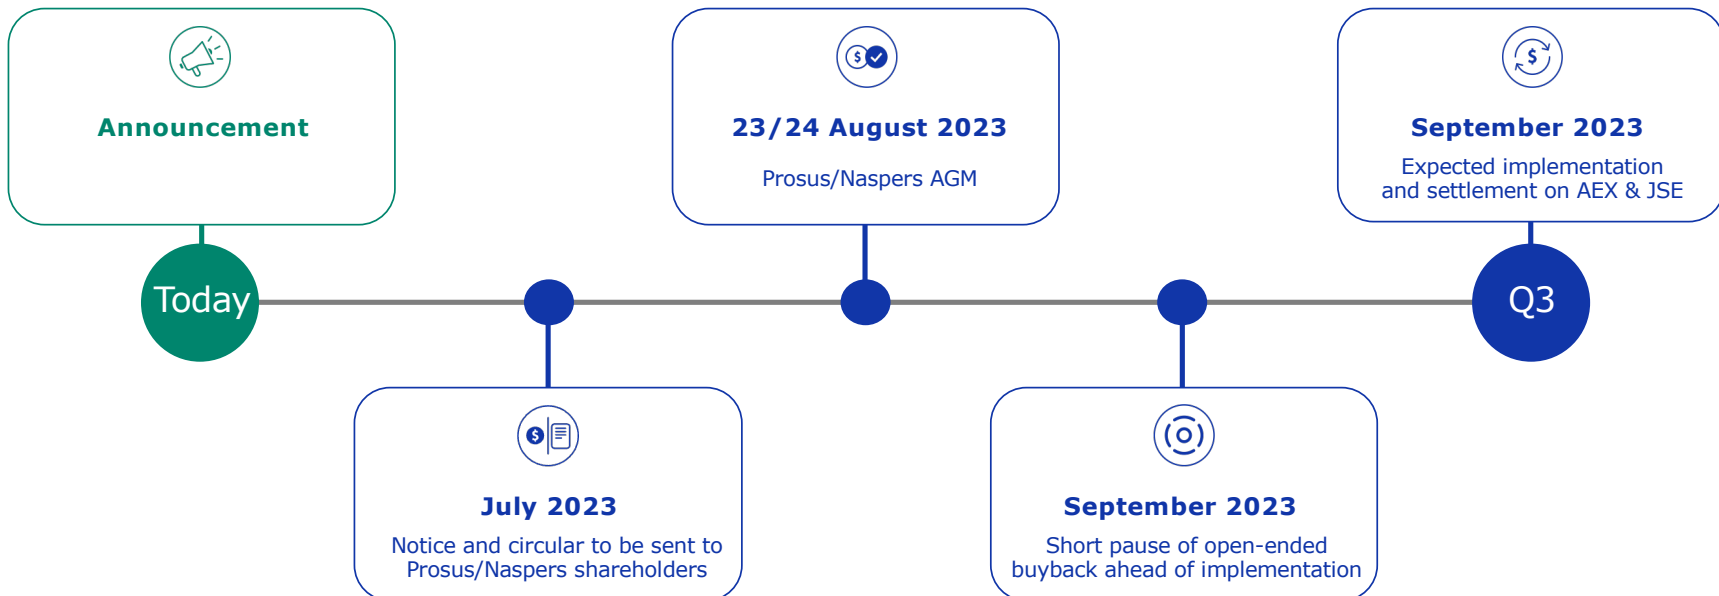 Announcement
Today
July 2023
Notice and circular to be sent to
Prosus/Naspers shareholders
23/24 August 2023
Prosus/Naspers AGM
September 2023
Short pause of open-ended
buyback ahead of implementation
September 2023
Expected implementation
and settlement on AEX & JSE
Q3